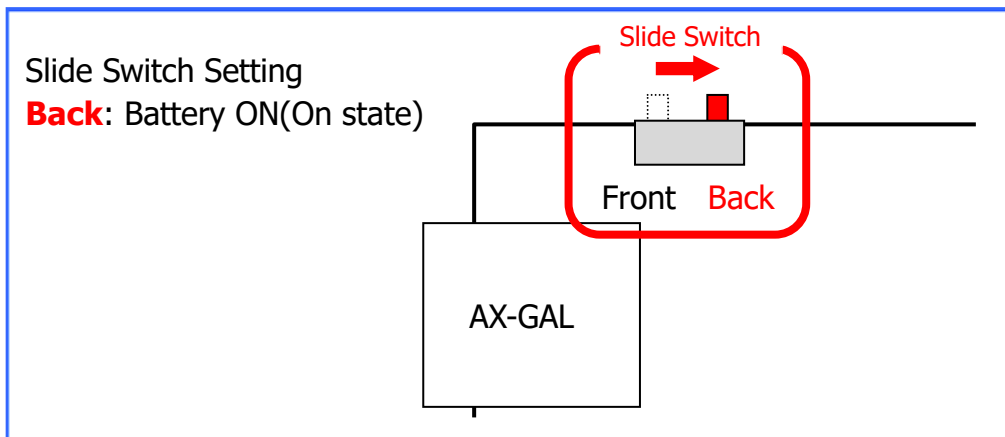 Slide Switch
Slide Switch Setting
Back: Battery ON(On state)
Front Back
AX-GAL